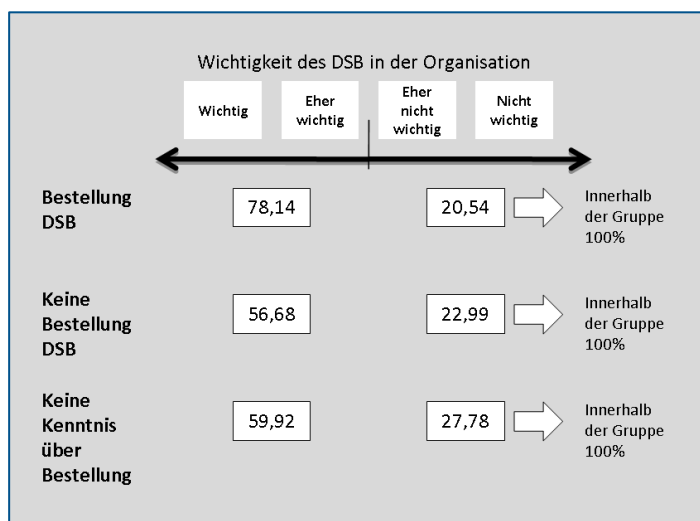 Wichtigkeit des DSB in der Organisation
Wichtig
Eher
wichtig
Eher
nicht
wichtig
Nicht
wichtig
Bestellung
DSB
78,14
20,54
Innerhalb
der Gruppe
100%
Keine
Bestellung
DSB
56,68
22,99
Innerhalb
der Gruppe
100%
Keine
Kenntnis
über
Bestellung
59,92
27,78
Innerhalb
der Gruppe
100%